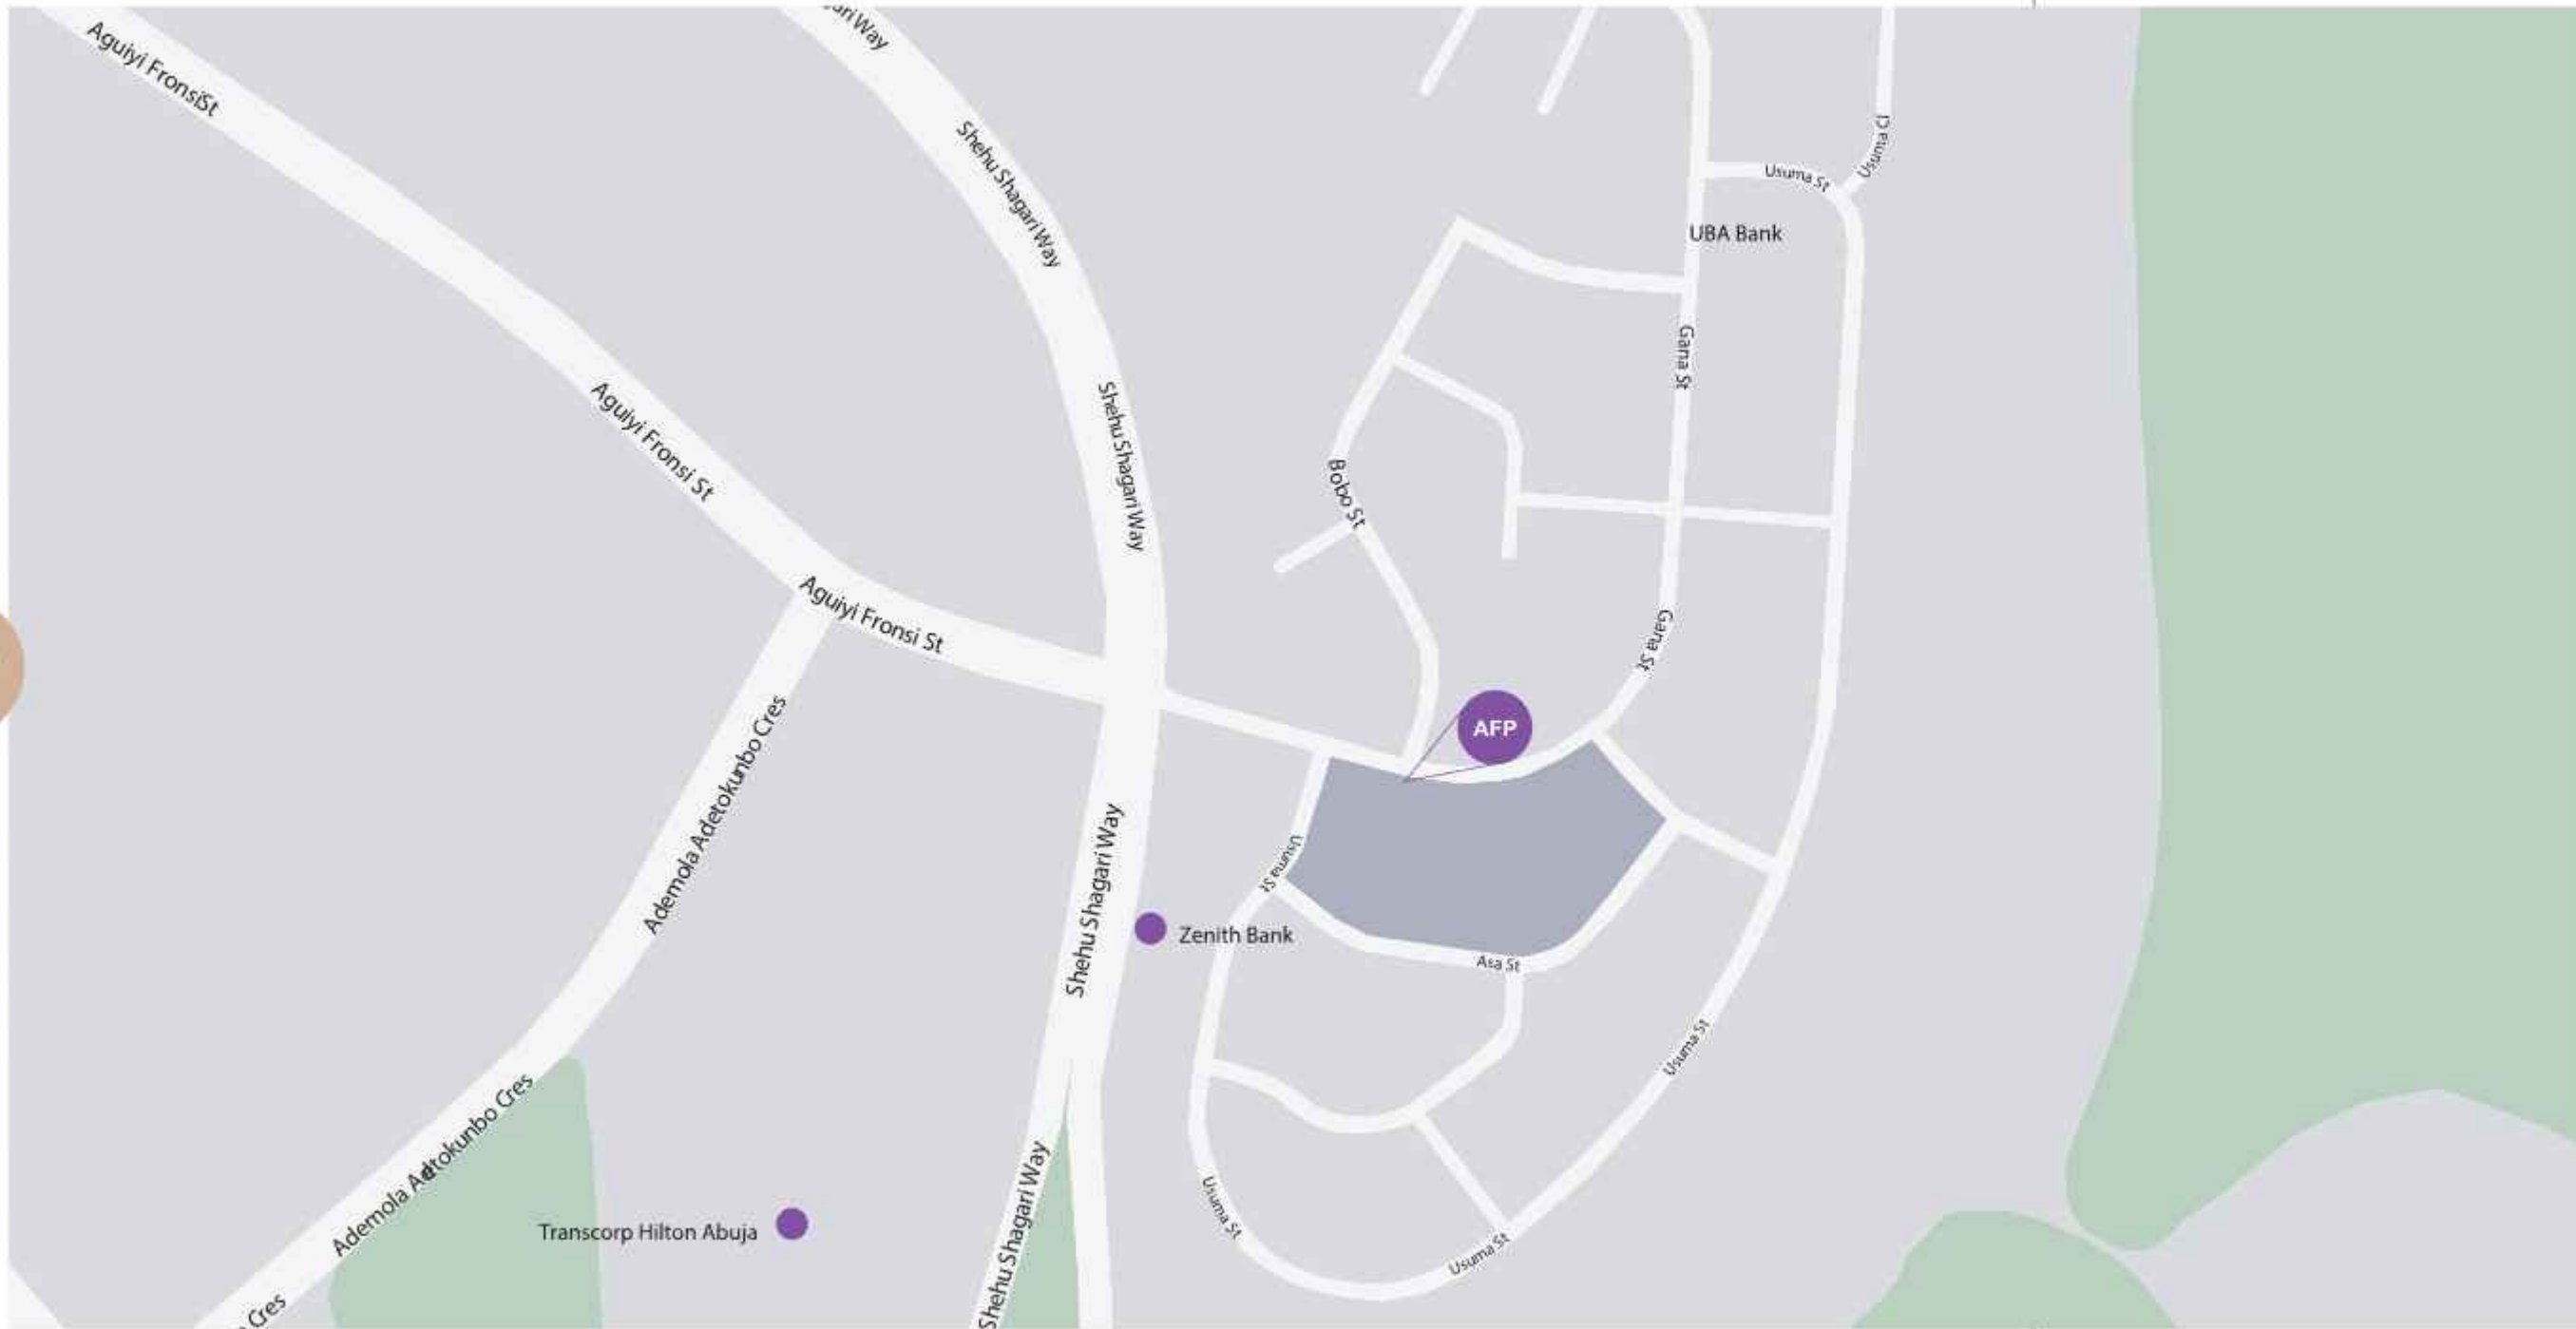 ari Way
Aguiyi FronsiSt
Shehu Shagari Way
Usuma Cl
Usuma St
UBA Bank
Gana St
Aguiyi Fronsi St
Shehu Shagari Way
Bobo St
Aguiyi Fronsi St
Gana St
AFP
Ademola Adetokunbo Cres
Usuma St
Shehu Shagari Way
Zenith Bank
Asa St
Usuma St
Ademola Adtokunbo Cres
Shehu Shagari Way
Usuma St
Transcorp Hilton Abuja
Usuma St
Cres